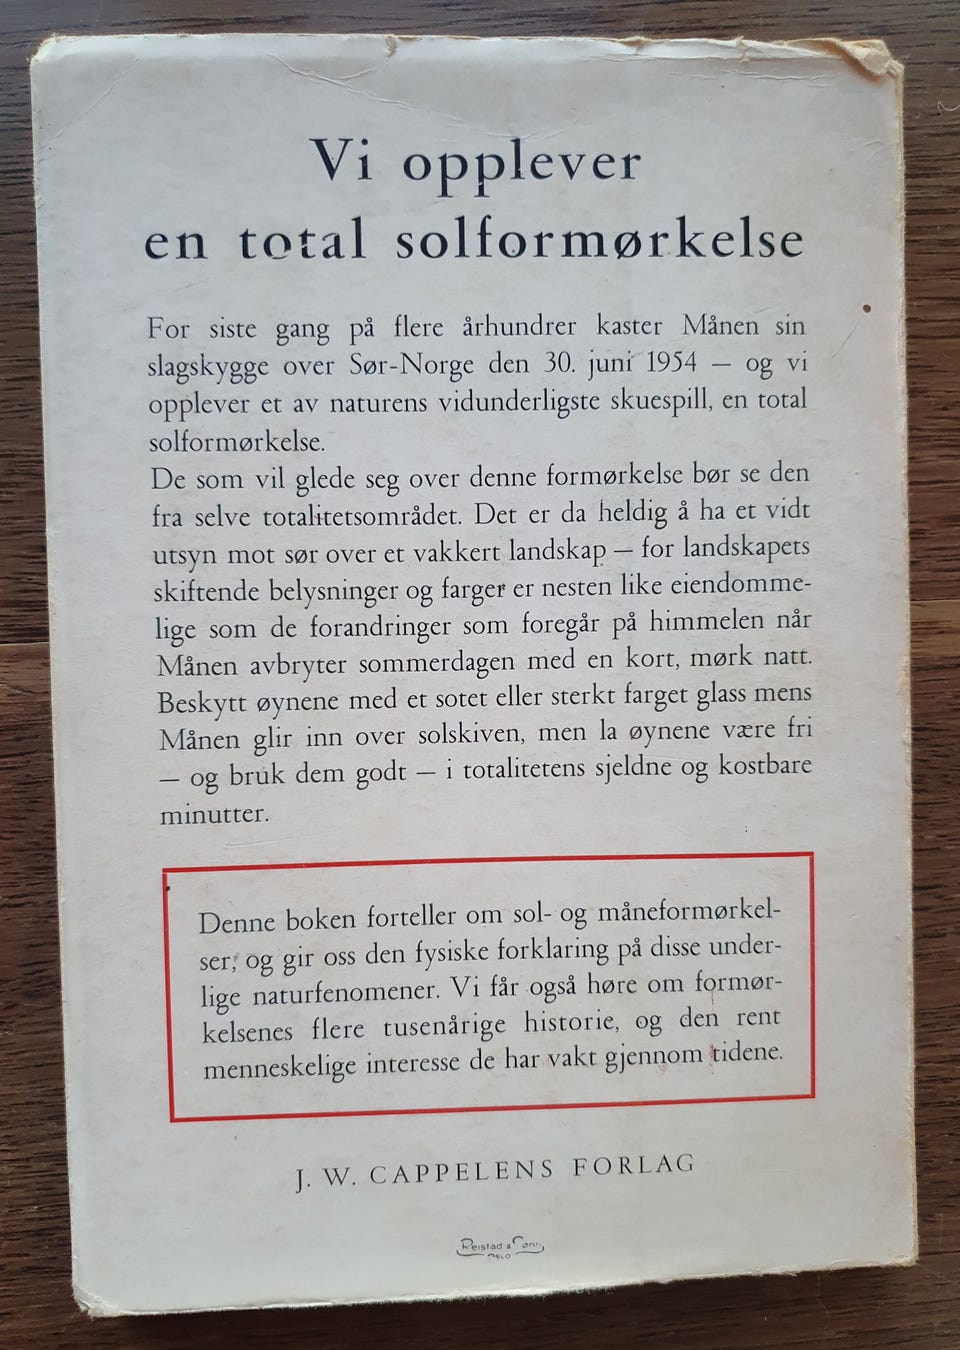 Vi opplever
en total solformørkelse
For siste gang på flere århundrer kaster Månen sin
slagskygge over Sør-Norge den 30. juni 1954 — og vi
opplever et av naturens vidunderligste skuespill, en total
solformørkelse.
De som vil glede seg over denne formørkelse bør se den
fra selve totalitetsområdet. Det er da heldig å ha et vidt
utsyn mot sør over et vakkert landskap — for landskapets
skiftende belysninger og farger er nesten like eiendomme-
lige som de forandringer som foregår på himmelen når
Månen avbryter sommerdagen med en kort, mørk natt.
Beskytt øynene med et sotet eller sterkt farget glass mens
Månen glir inn over solskiven, men la øynene være fri
— og bruk dem godt — i totalitetens sjeldne og kostbare
minutter.
Denne boken forteller om sol- og måneformørkel-
ser, og gir oss den fysiske forklaring på disse under-
lige naturfenomener. Vi får også høre om formør-
kelsenes flere tusenårige historie, og den rent
menneskelige interesse de har vakt gjennom tidene.
J. W. CAPPELENS FORLAG
Reistad & Sønn
OSLO